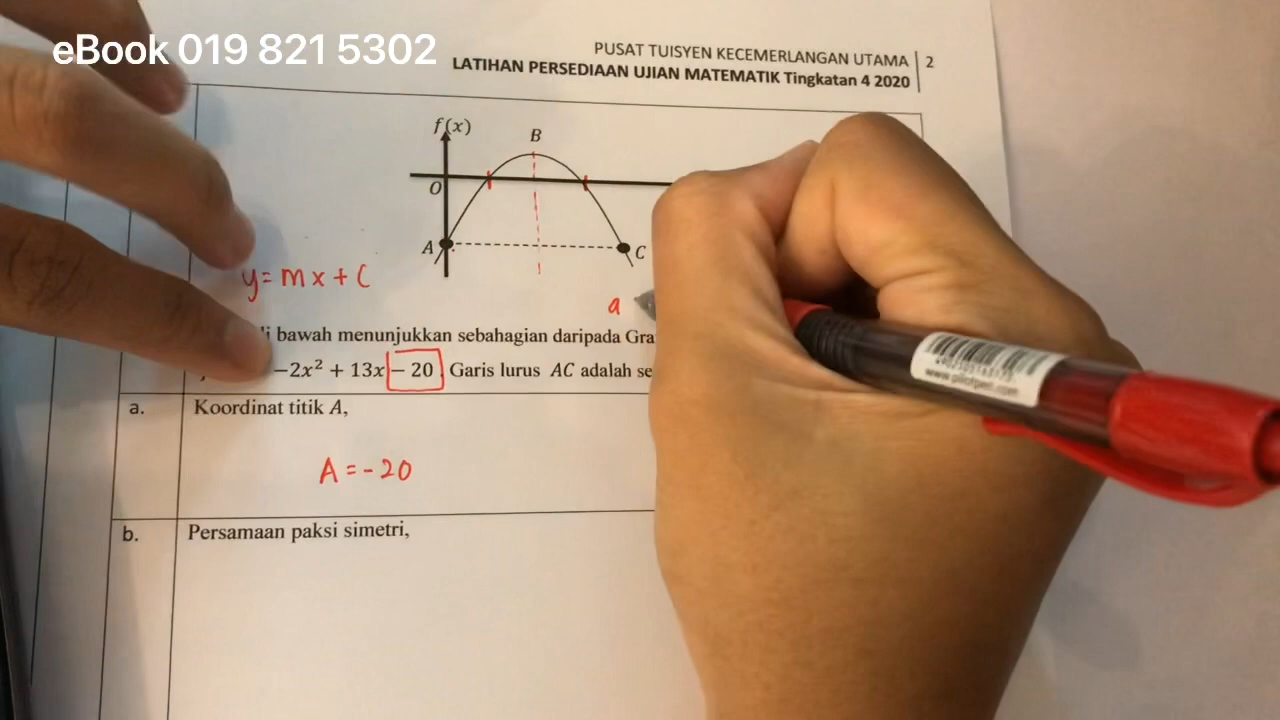 eBook 019 821 5302
PUSAT TUISYEN KECEMERLANGAN UTAMA | 2
LATIHAN PERSEDIAAN UJIAN MATEMATIK Tingkatan 4 2020
f(x)
B
O
A
C
y = mx + c
a
bawah menunjukkan sebahagian daripada Gra
−2x² + 13x − 20. Garis lurus AC adalah se
a. Koordinat titik A,
A = -20
b. Persamaan paksi simetri,